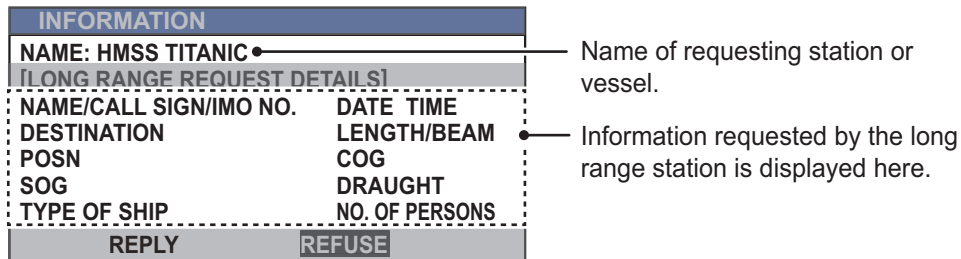 INFORMATION
NAME: HMSS TITANIC
[LONG RANGE REQUEST DETAILS]
NAME/CALL SIGN/IMO NO. DATE TIME
DESTINATION LENGTH/BEAM
POSN COG
SOG DRAUGHT
TYPE OF SHIP NO. OF PERSONS
REPLY REFUSE
Name of requesting station or
vessel.
Information requested by the long
range station is displayed here.